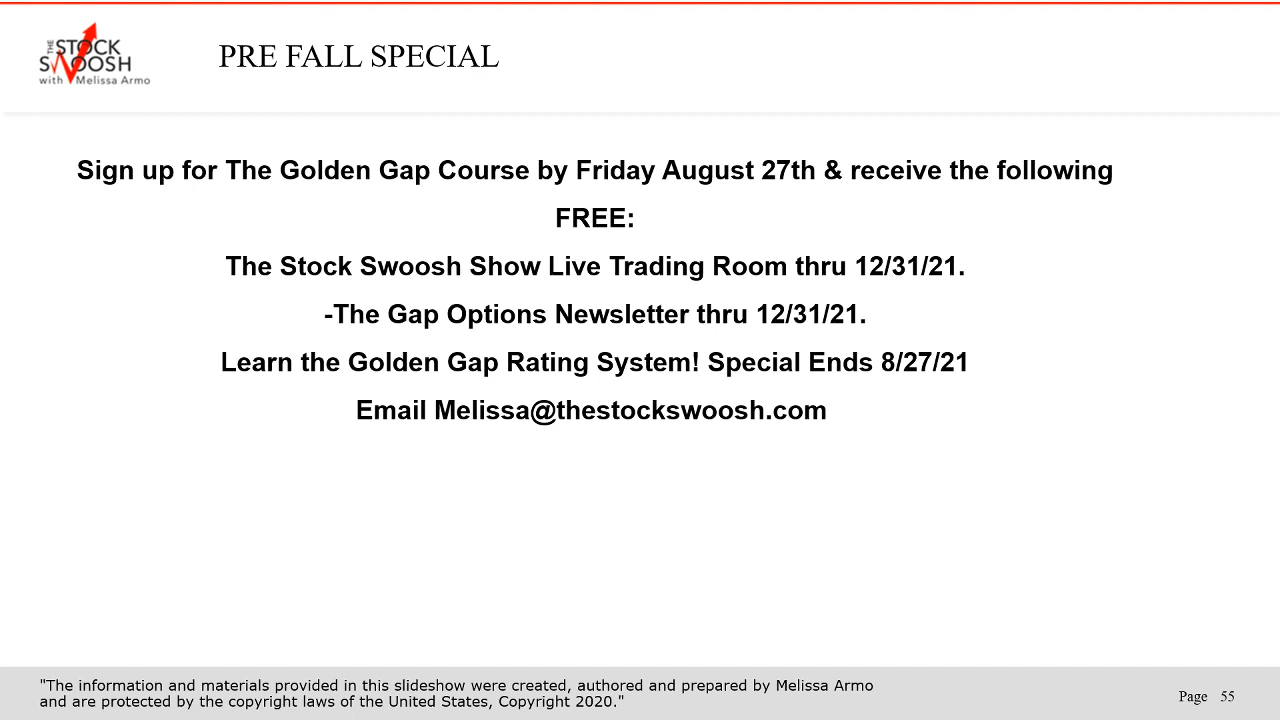 THE STOCK
SWOOSH
with Melissa Armo
PRE FALL SPECIAL
Sign up for The Golden Gap Course by Friday August 27th & receive the following
FREE:
The Stock Swoosh Show Live Trading Room thru 12/31/21.
-The Gap Options Newsletter thru 12/31/21.
Learn the Golden Gap Rating System! Special Ends 8/27/21
Email Melissa@thestockswoosh.com
"The information and materials provided in this slideshow were created, authored and prepared by Melissa Armo
and are protected by the copyright laws of the United States, Copyright 2020."
Page 55